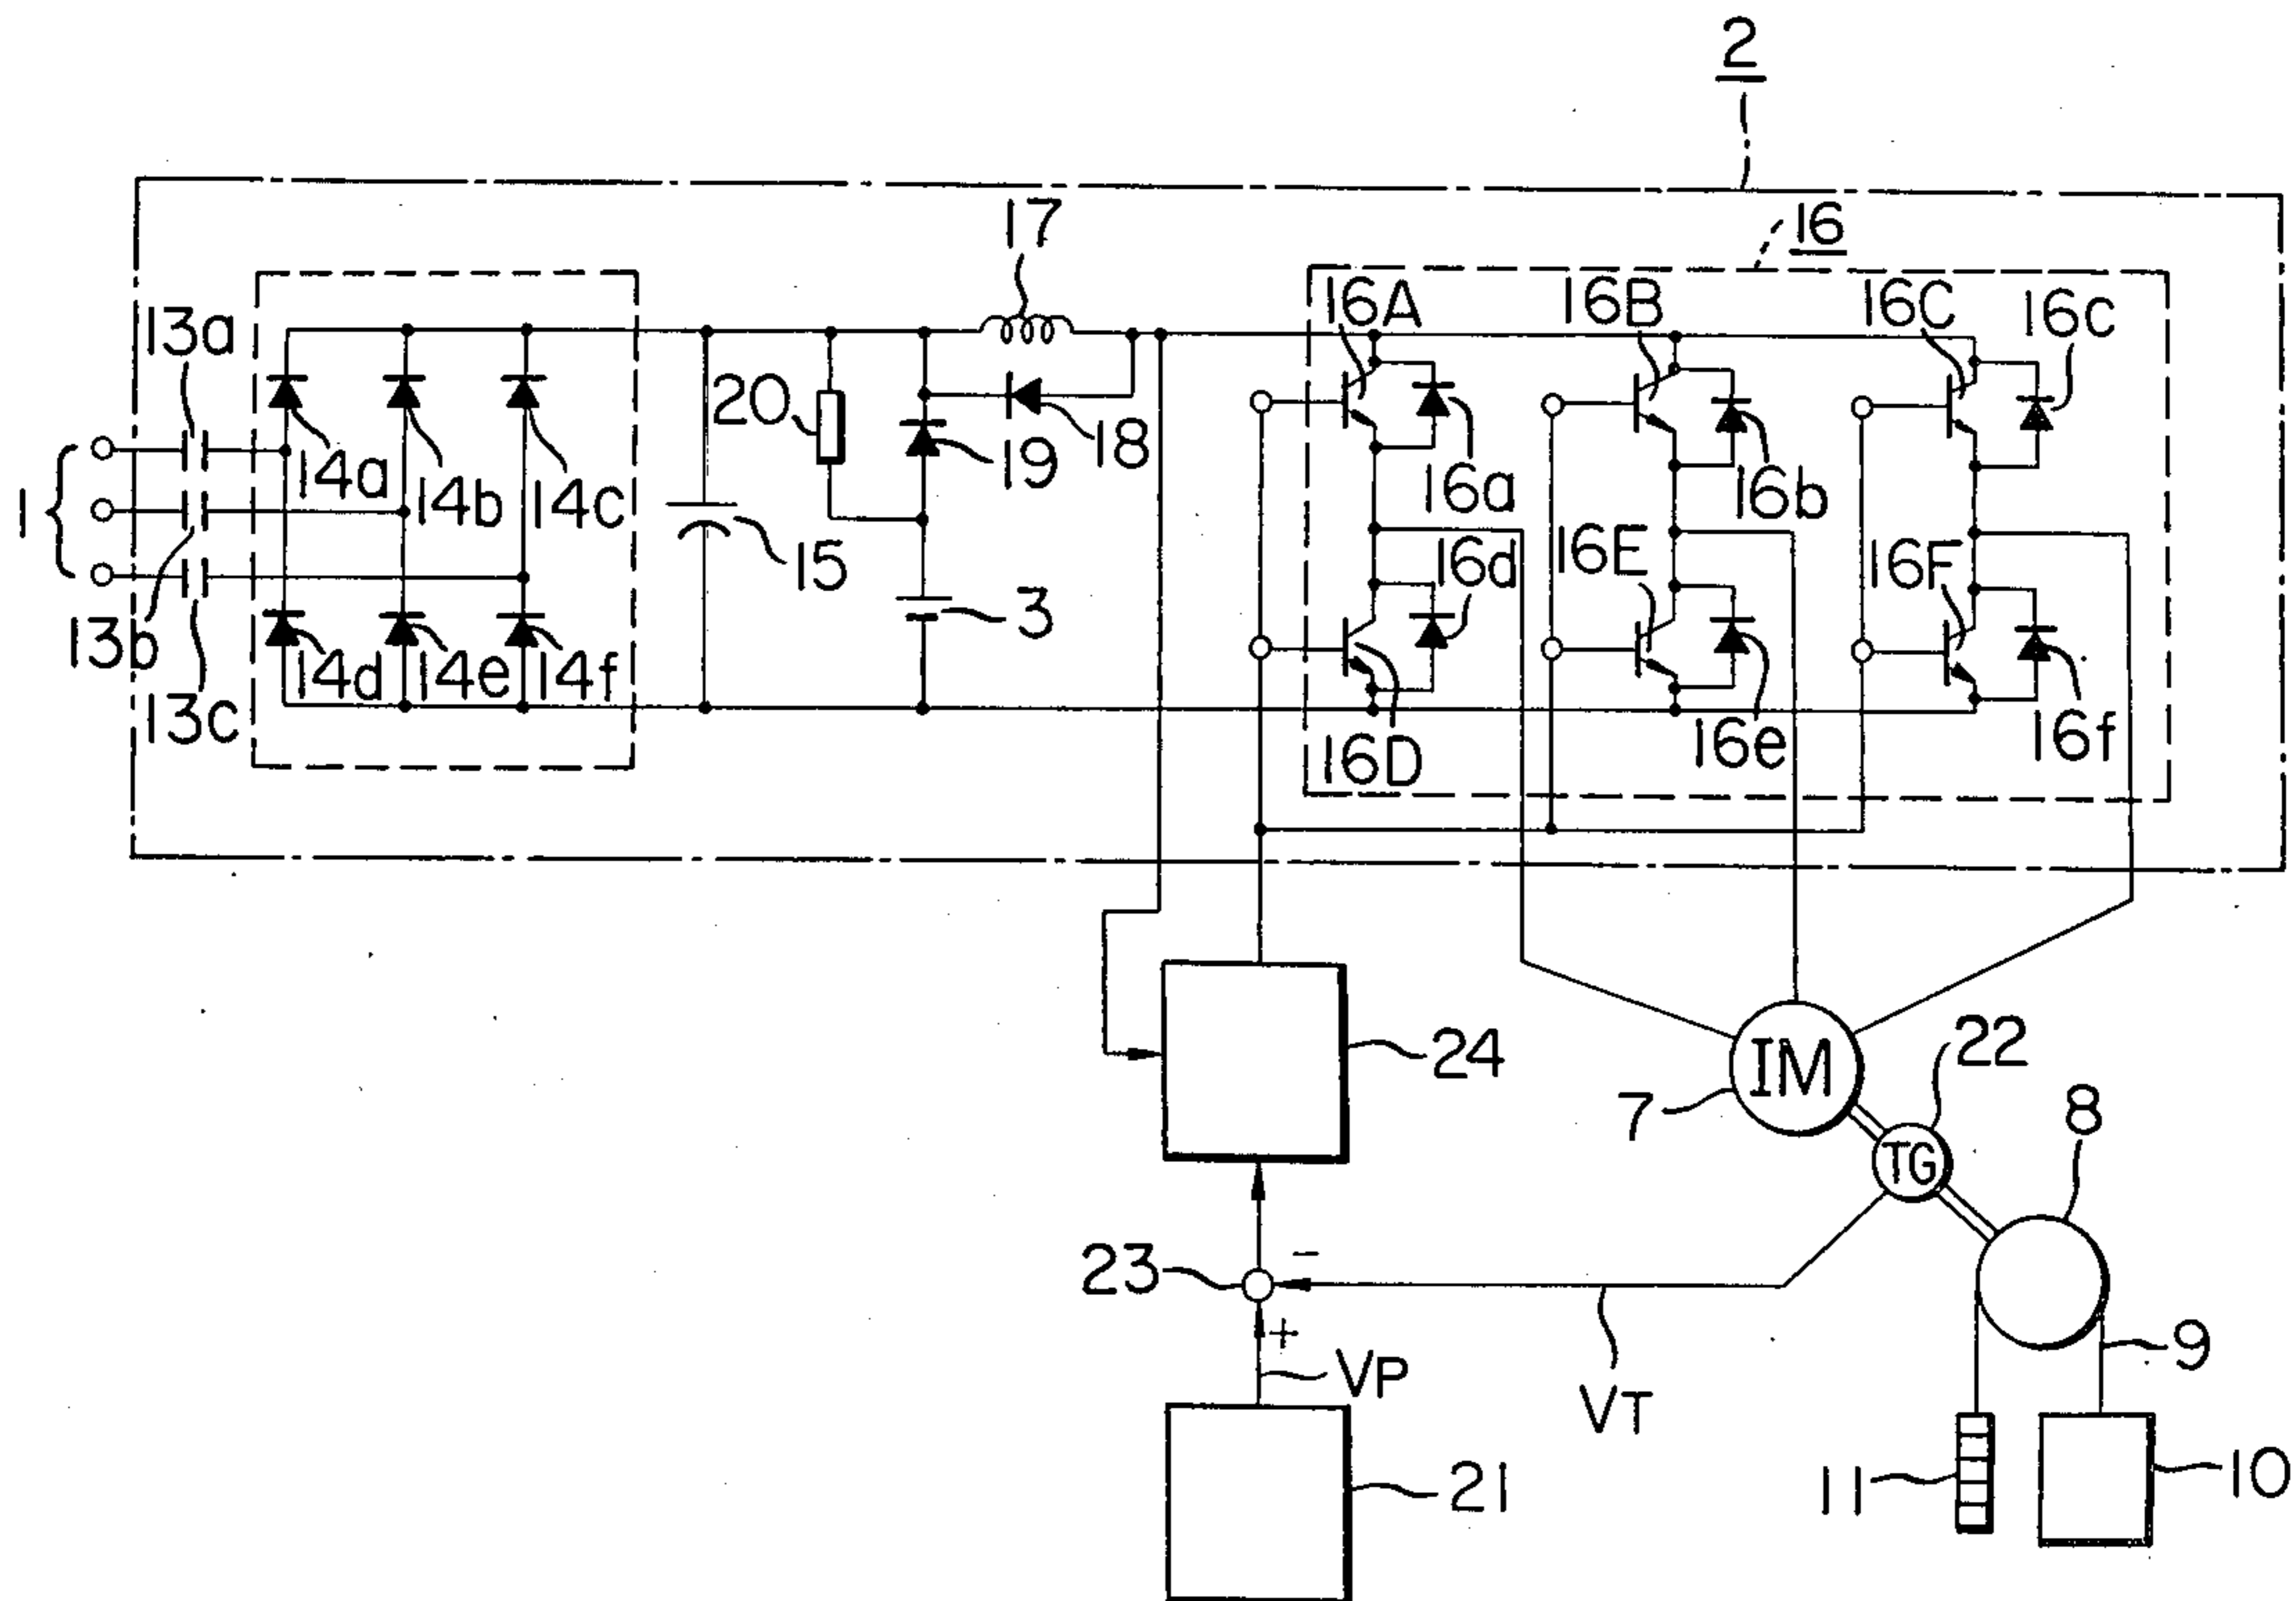 2
17
16
13a
16A
16B
16C
16c
20
18
19
14a
14b
14c
16a
16b
1
15
16d
16E
16F
3
13b
14d
14e
14f
13c
16D
16e
16f
24
IM
22
7
8
TG
23
−
+
VP
VT
9
21
11
10